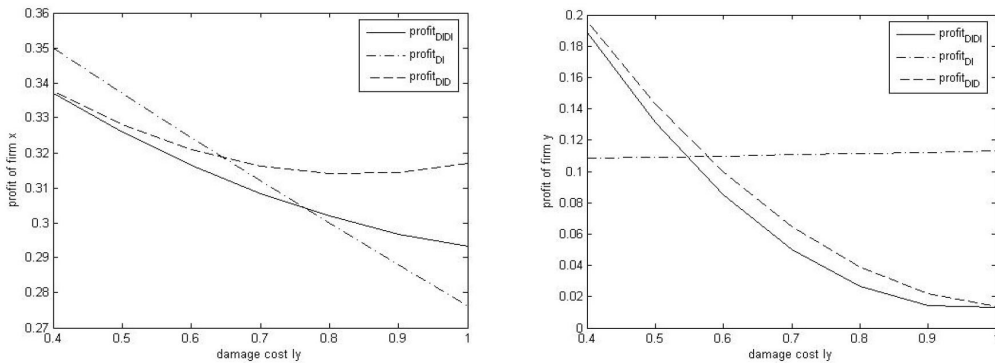 0.36
0.35
0.34
0.33
0.32
0.31
0.3
0.29
0.28
0.27
0.4 0.5 0.6 0.7 0.8 0.9 1
profit of firm x
damage cost ly
profit_DIDI
profit_DI
profit_DID
0.2
0.18
0.16
0.14
0.12
0.1
0.08
0.06
0.04
0.02
0
0.4 0.5 0.6 0.7 0.8 0.9 1
profit of firm y
damage cost ly
profit_DIDI
profit_DI
profit_DID